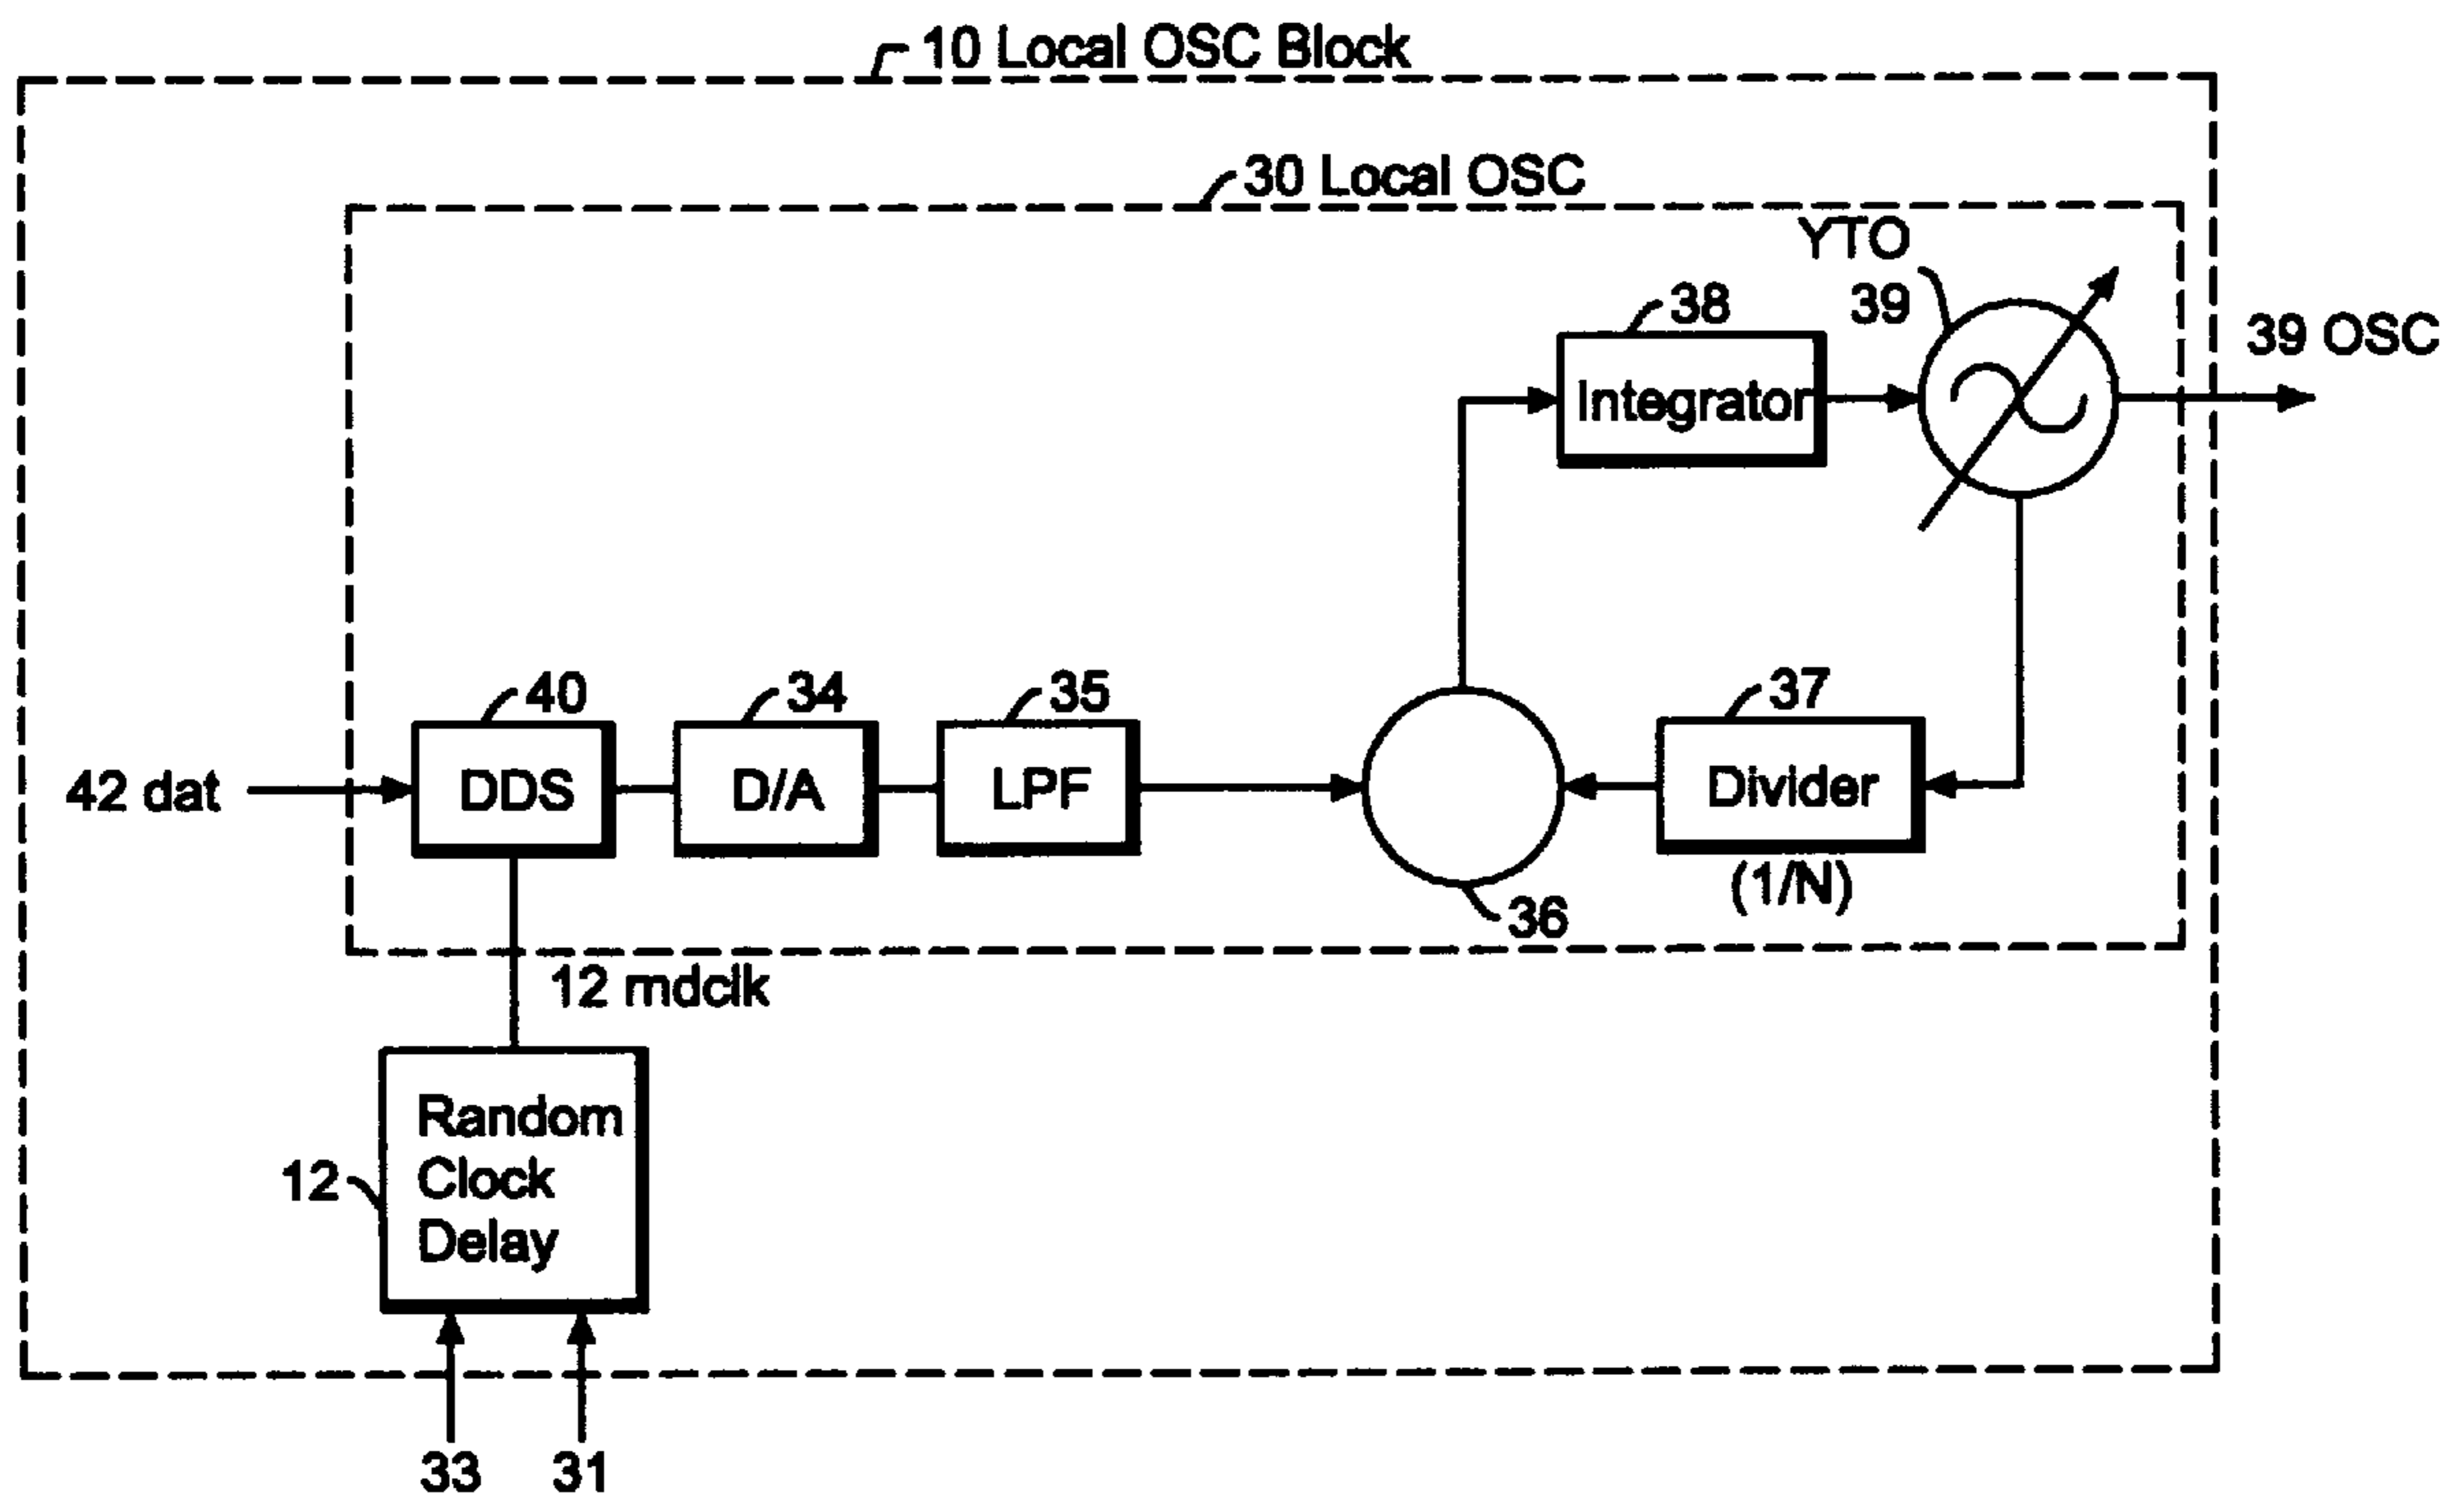 10 Local OSC Block
30 Local OSC
YTO
39
38
39 OSC
Integrator
40
34
35
37
42 dat
DDS
D/A
LPF
Divider
(1/N)
36
12 rndclk
12
Random
Clock
Delay
33
31